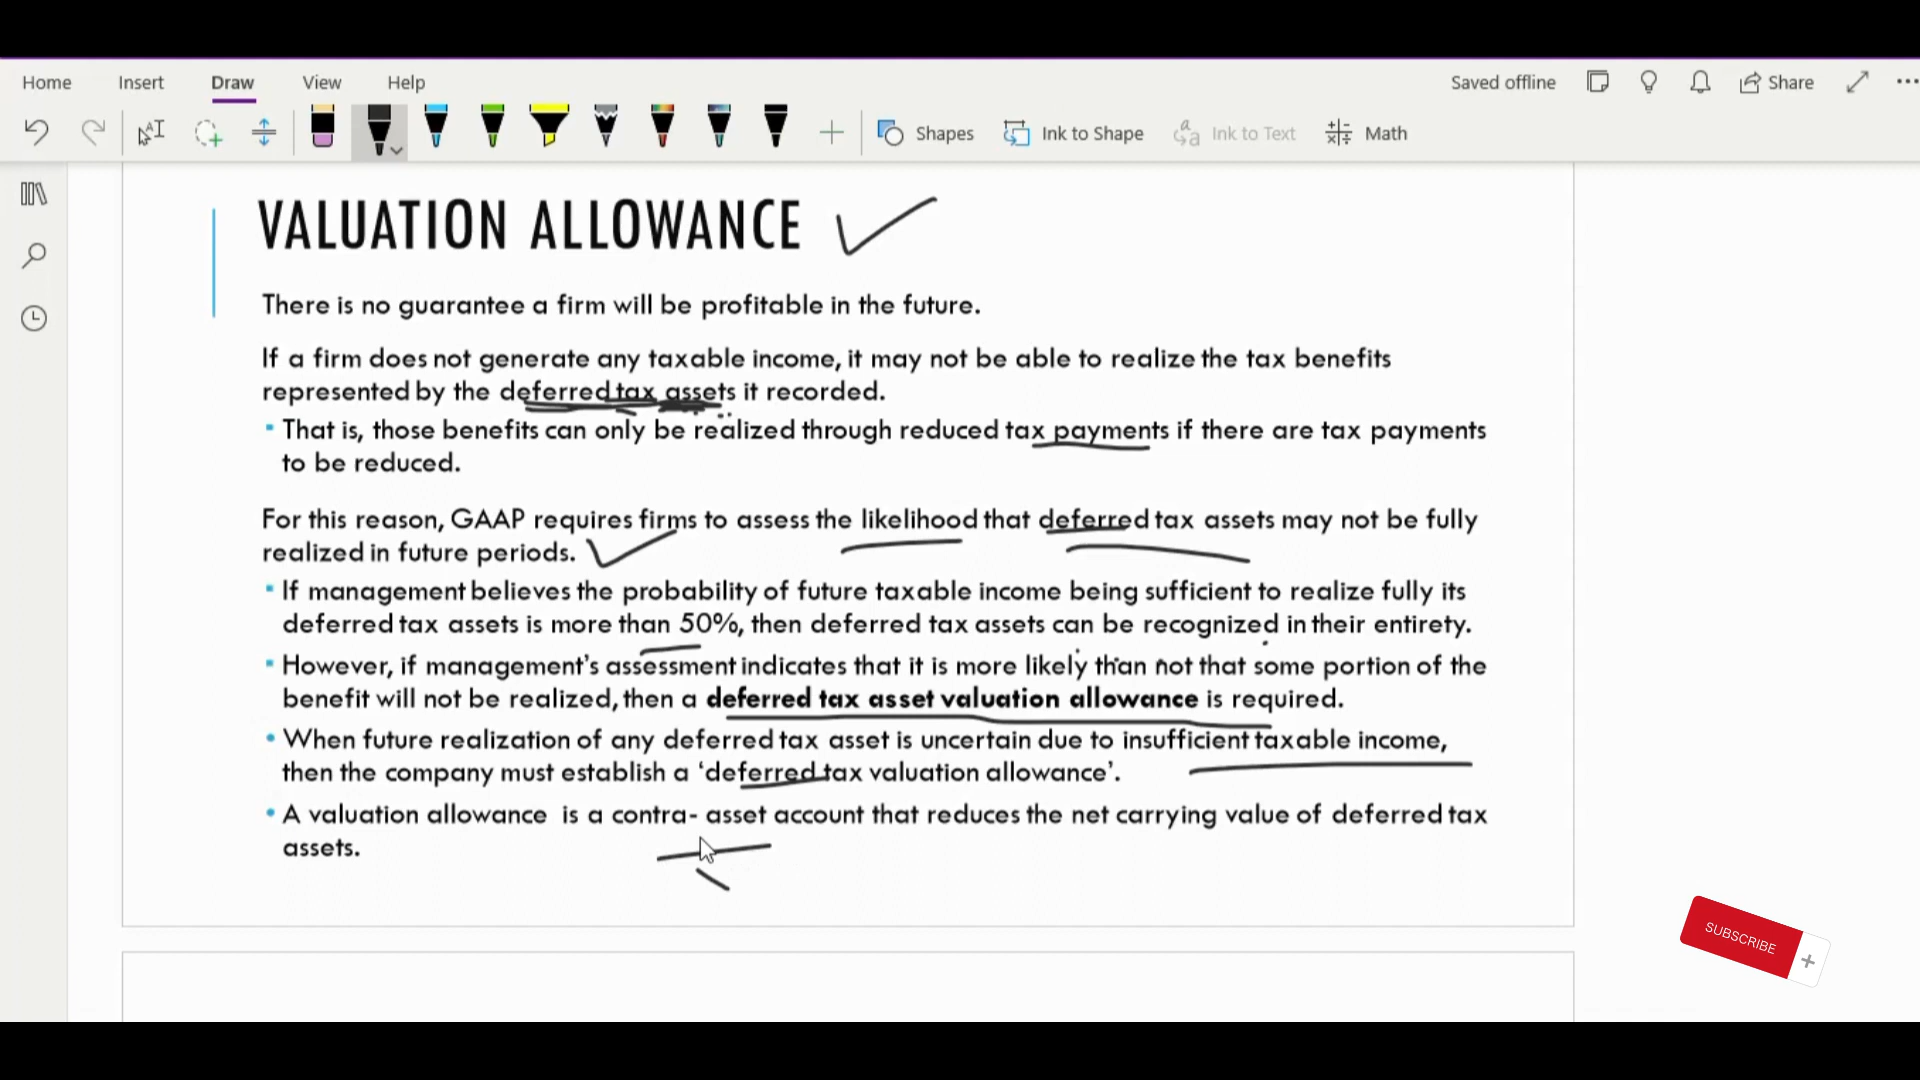 Home Insert Draw View Help Saved offline Share
Shapes Ink to Shape Ink to Text Math
VALUATION ALLOWANCE
There is no guarantee a firm will be profitable in the future.
If a firm does not generate any taxable income, it may not be able to realize the tax benefits
represented by the deferred tax assets it recorded.
That is, those benefits can only be realized through reduced tax payments if there are tax payments
to be reduced.
For this reason, GAAP requires firms to assess the likelihood that deferred tax assets may not be fully
realized in future periods.
If management believes the probability of future taxable income being sufficient to realize fully its
deferred tax assets is more than 50%, then deferred tax assets can be recognized in their entirety.
However, if management's assessment indicates that it is more likely than not that some portion of the
benefit will not be realized, then a deferred tax asset valuation allowance is required.
When future realization of any deferred tax asset is uncertain due to insufficient taxable income,
then the company must establish a 'deferred tax valuation allowance'.
A valuation allowance is a contra- asset account that reduces the net carrying value of deferred tax
assets.
SUBSCRIBE